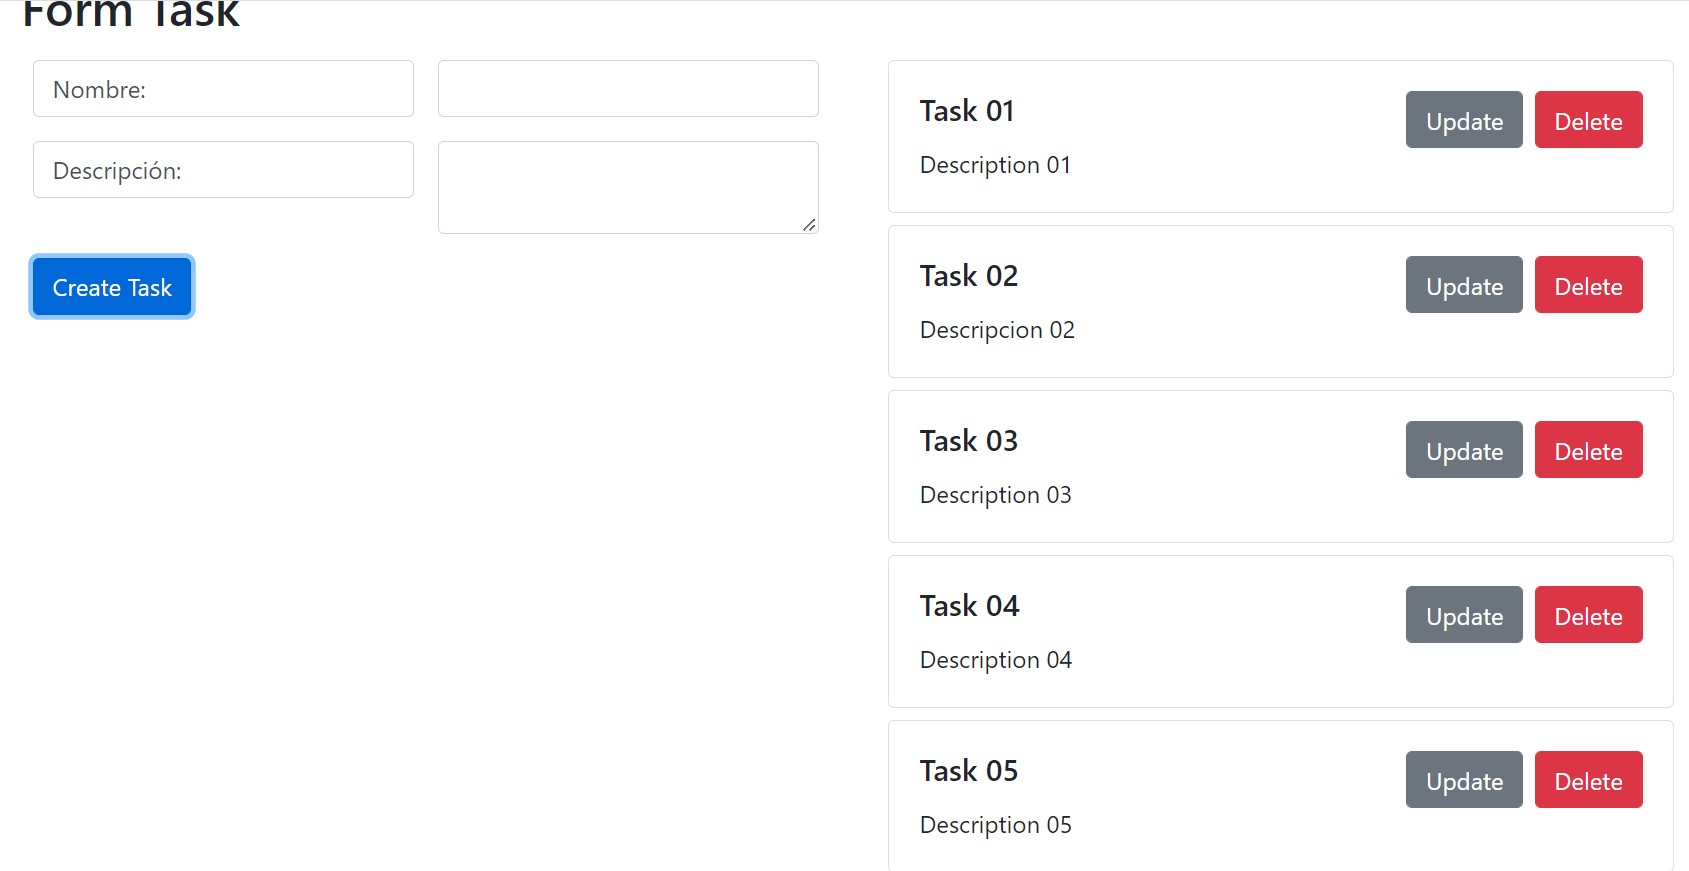 Form Task
Nombre:
Descripción:
Create Task
Task 01
Update Delete
Description 01
Task 02
Update Delete
Descripcion 02
Task 03
Update Delete
Description 03
Task 04
Update Delete
Description 04
Task 05
Update Delete
Description 05